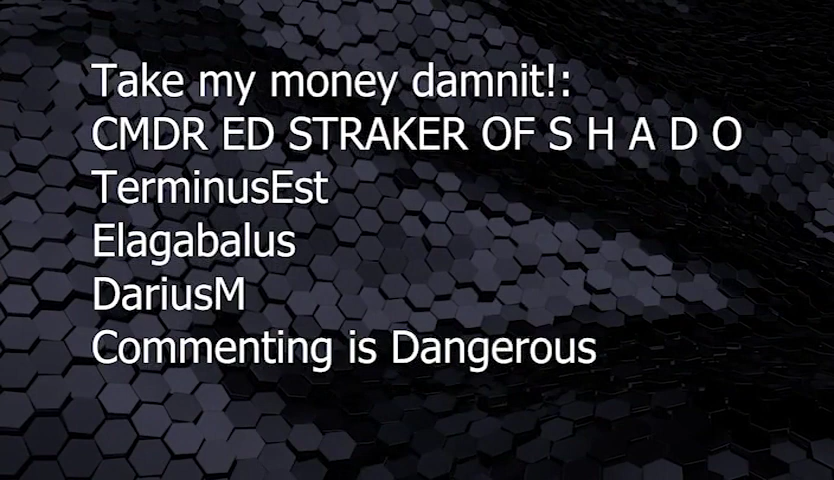 Take my money damnit!:
CMDR ED STRAKER OF S H A D O
TerminusEst
Elagabalus
DariusM
Commenting is Dangerous